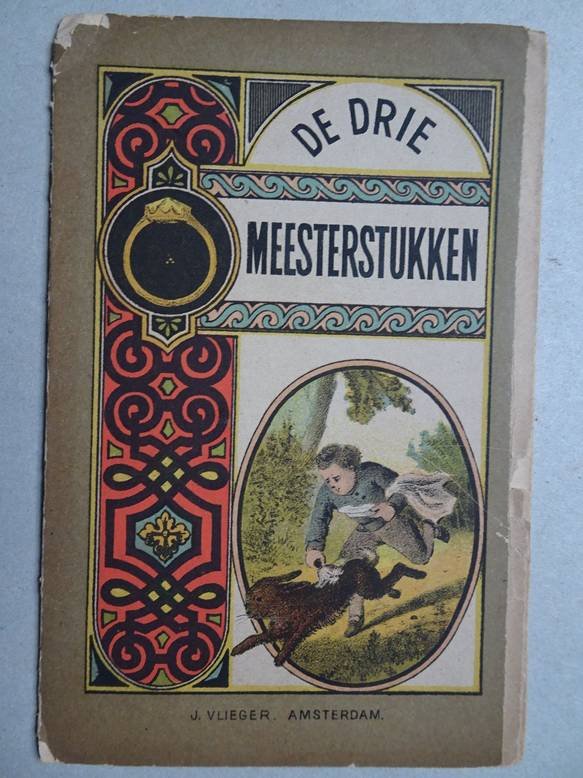 DE DRIE
MEESTERSTUKKEN
J. VLIEGER. AMSTERDAM.